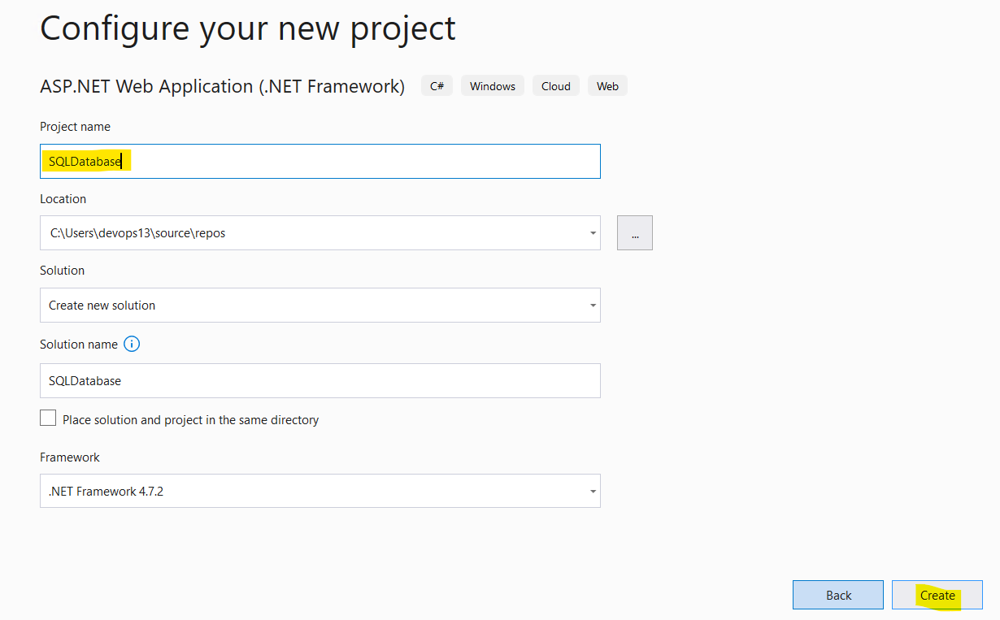 Configure your new project
ASP.NET Web Application (.NET Framework) C# Windows Cloud Web
Project name
SQLDatabase
Location
C:\Users\devops13\source\repos
...
Solution
Create new solution
Solution name
SQLDatabase
Place solution and project in the same directory
Framework
.NET Framework 4.7.2
Back Create